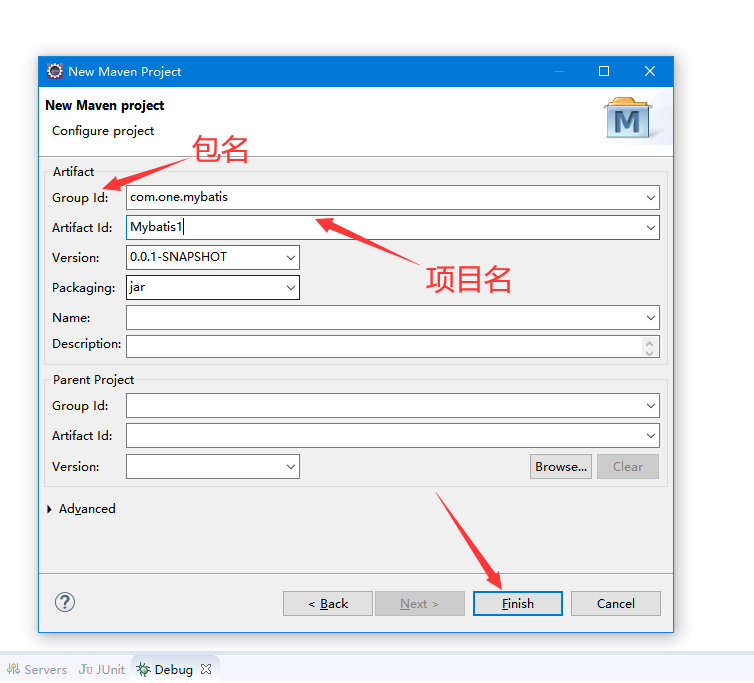 New Maven Project
New Maven project
Configure project
M
包名
Artifact
Group Id: com.one.mybatis
Artifact Id: Mybatis1
项目名
Version: 0.0.1-SNAPSHOT
Packaging: jar
Name:
Description:
Parent Project
Group Id:
Artifact Id:
Version:
Browse... Clear
Advanced
? < Back Next > Finish Cancel
Servers Ju JUnit Debug